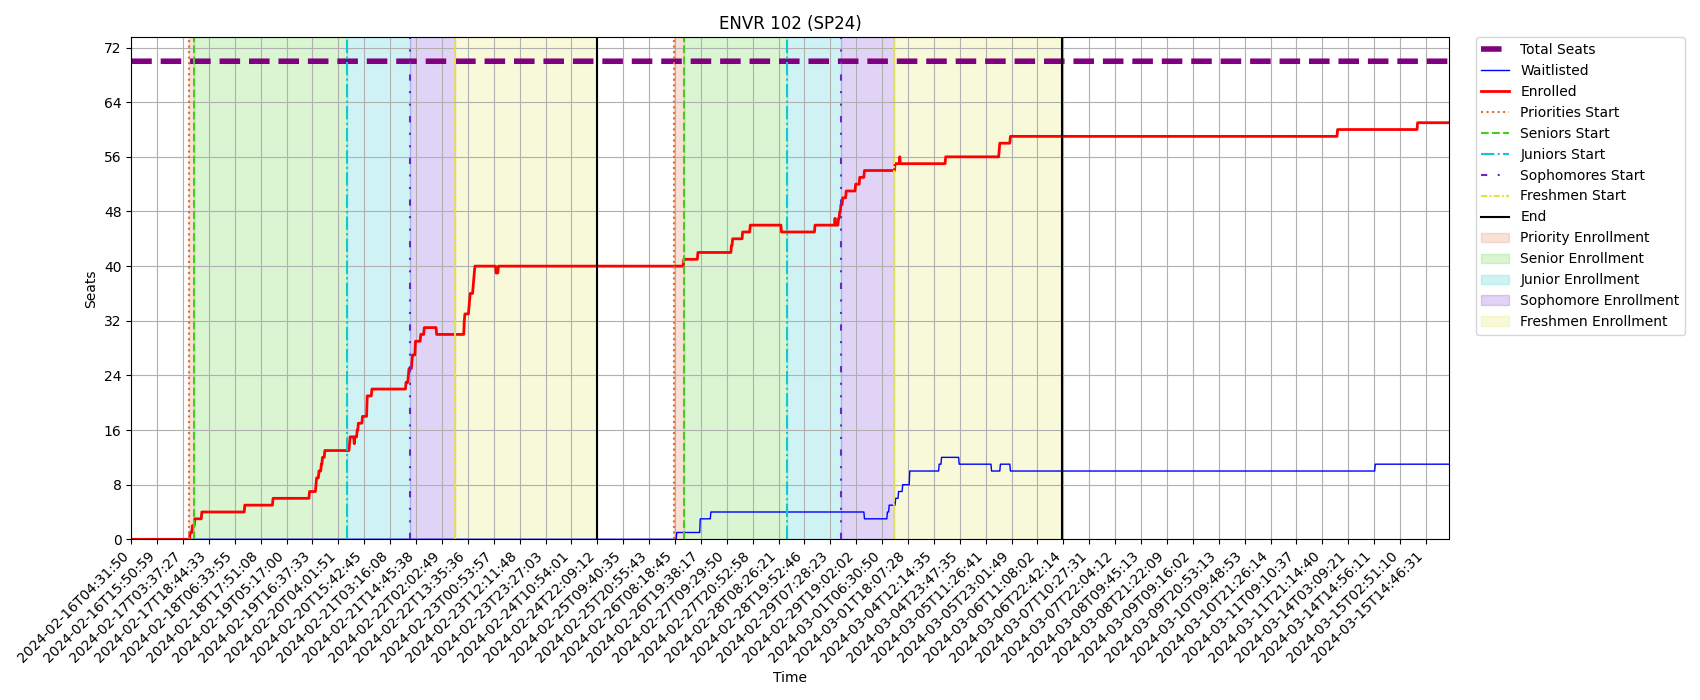 ENVR 102 (SP24)
Seats
72
64
56
48
40
32
24
16
8
0
2024-02-16T04:31:50
2024-02-16T15:50:59
2024-02-17T03:37:27
2024-02-17T18:44:33
2024-02-18T06:33:55
2024-02-18T17:51:08
2024-02-19T05:17:00
2024-02-19T16:37:33
2024-02-20T04:01:51
2024-02-20T15:42:45
2024-02-21T03:16:08
2024-02-21T14:45:38
2024-02-22T02:02:49
2024-02-22T13:35:36
2024-02-23T00:53:57
2024-02-23T12:11:48
2024-02-23T23:27:03
2024-02-24T10:54:01
2024-02-24T22:09:12
2024-02-25T09:40:35
2024-02-25T20:55:43
2024-02-26T08:18:45
2024-02-26T19:38:17
2024-02-27T09:29:50
2024-02-27T20:52:58
2024-02-28T08:26:21
2024-02-28T19:52:46
2024-02-29T07:28:23
2024-02-29T19:02:02
2024-03-01T06:30:50
2024-03-01T18:07:28
2024-03-04T12:14:35
2024-03-04T23:47:35
2024-03-05T11:26:41
2024-03-05T23:01:49
2024-03-06T11:08:02
2024-03-06T22:42:14
2024-03-07T10:27:31
2024-03-07T22:04:12
2024-03-08T09:45:13
2024-03-08T21:22:09
2024-03-09T09:16:02
2024-03-09T20:53:13
2024-03-10T09:48:53
2024-03-10T21:26:14
2024-03-11T09:10:37
2024-03-11T21:14:40
2024-03-14T03:09:21
2024-03-14T14:56:11
2024-03-15T02:51:10
2024-03-15T14:46:31
Time
Total Seats
Waitlisted
Enrolled
Priorities Start
Seniors Start
Juniors Start
Sophomores Start
Freshmen Start
End
Priority Enrollment
Senior Enrollment
Junior Enrollment
Sophomore Enrollment
Freshmen Enrollment